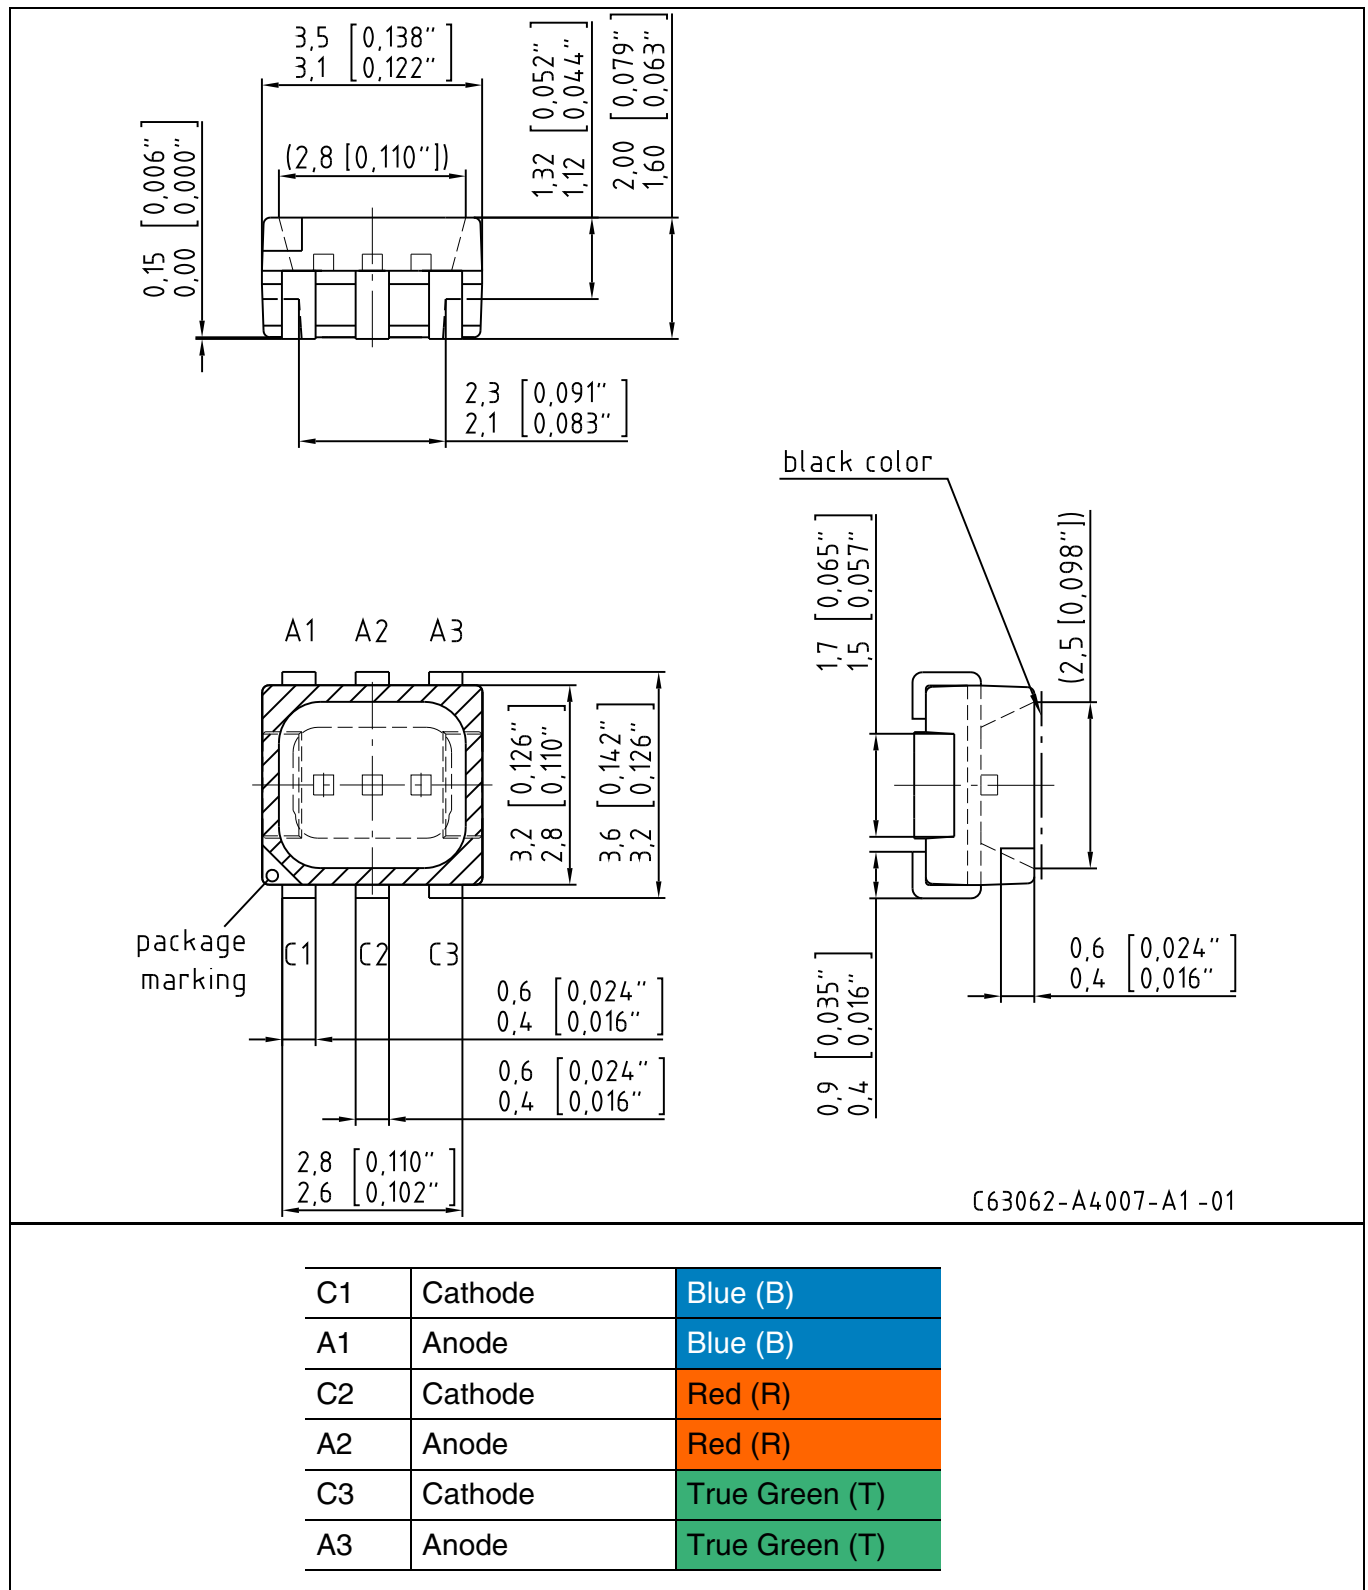 3,5 [0,138"
3,1 [0,122"]
(2,8 [0,110"])
0,15 [0,006"]
0,00 [0,000"]
1,32 [0,052"]
1,12 [0,044"]
2,00 [0,079"]
1,60 [0,063"]
2,3 [0,091"]
2,1 [0,083"]
black color
1,7 [0,065"]
1,5 [0,057"]
(2,5 [0,098"])
A1 A2 A3
3,2 [0,126"]
2,8 [0,110"]
3,6 [0,142"]
3,2 [0,126"]
package
marking
C1 C2 C3
0,6 [0,024"]
0,4 [0,016"]
0,6 [0,024"]
0,4 [0,016"]
2,8 [0,110"]
2,6 [0,102"]
0,9 [0,035"]
0,4 [0,016"]
0,6 [0,024"]
0,4 [0,016"]
C63062-A4007-A1-01
C1 Cathode Blue (B)
A1 Anode Blue (B)
C2 Cathode Red (R)
A2 Anode Red (R)
C3 Cathode True Green (T)
A3 Anode True Green (T)